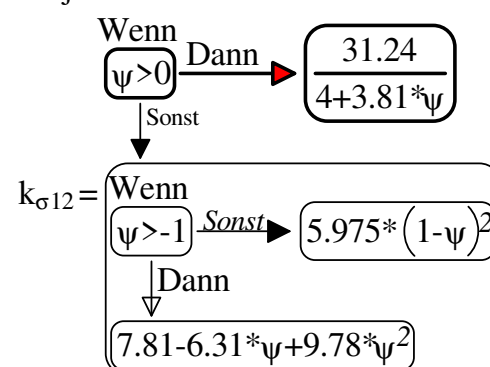 Wenn
ψ>0 Dann 31.24
4+3.81*ψ
Sonst
kσ12= Wenn
ψ>-1 Sonst 5.975*(1-ψ)2
Dann
7.81-6.31*ψ+9.78*ψ2